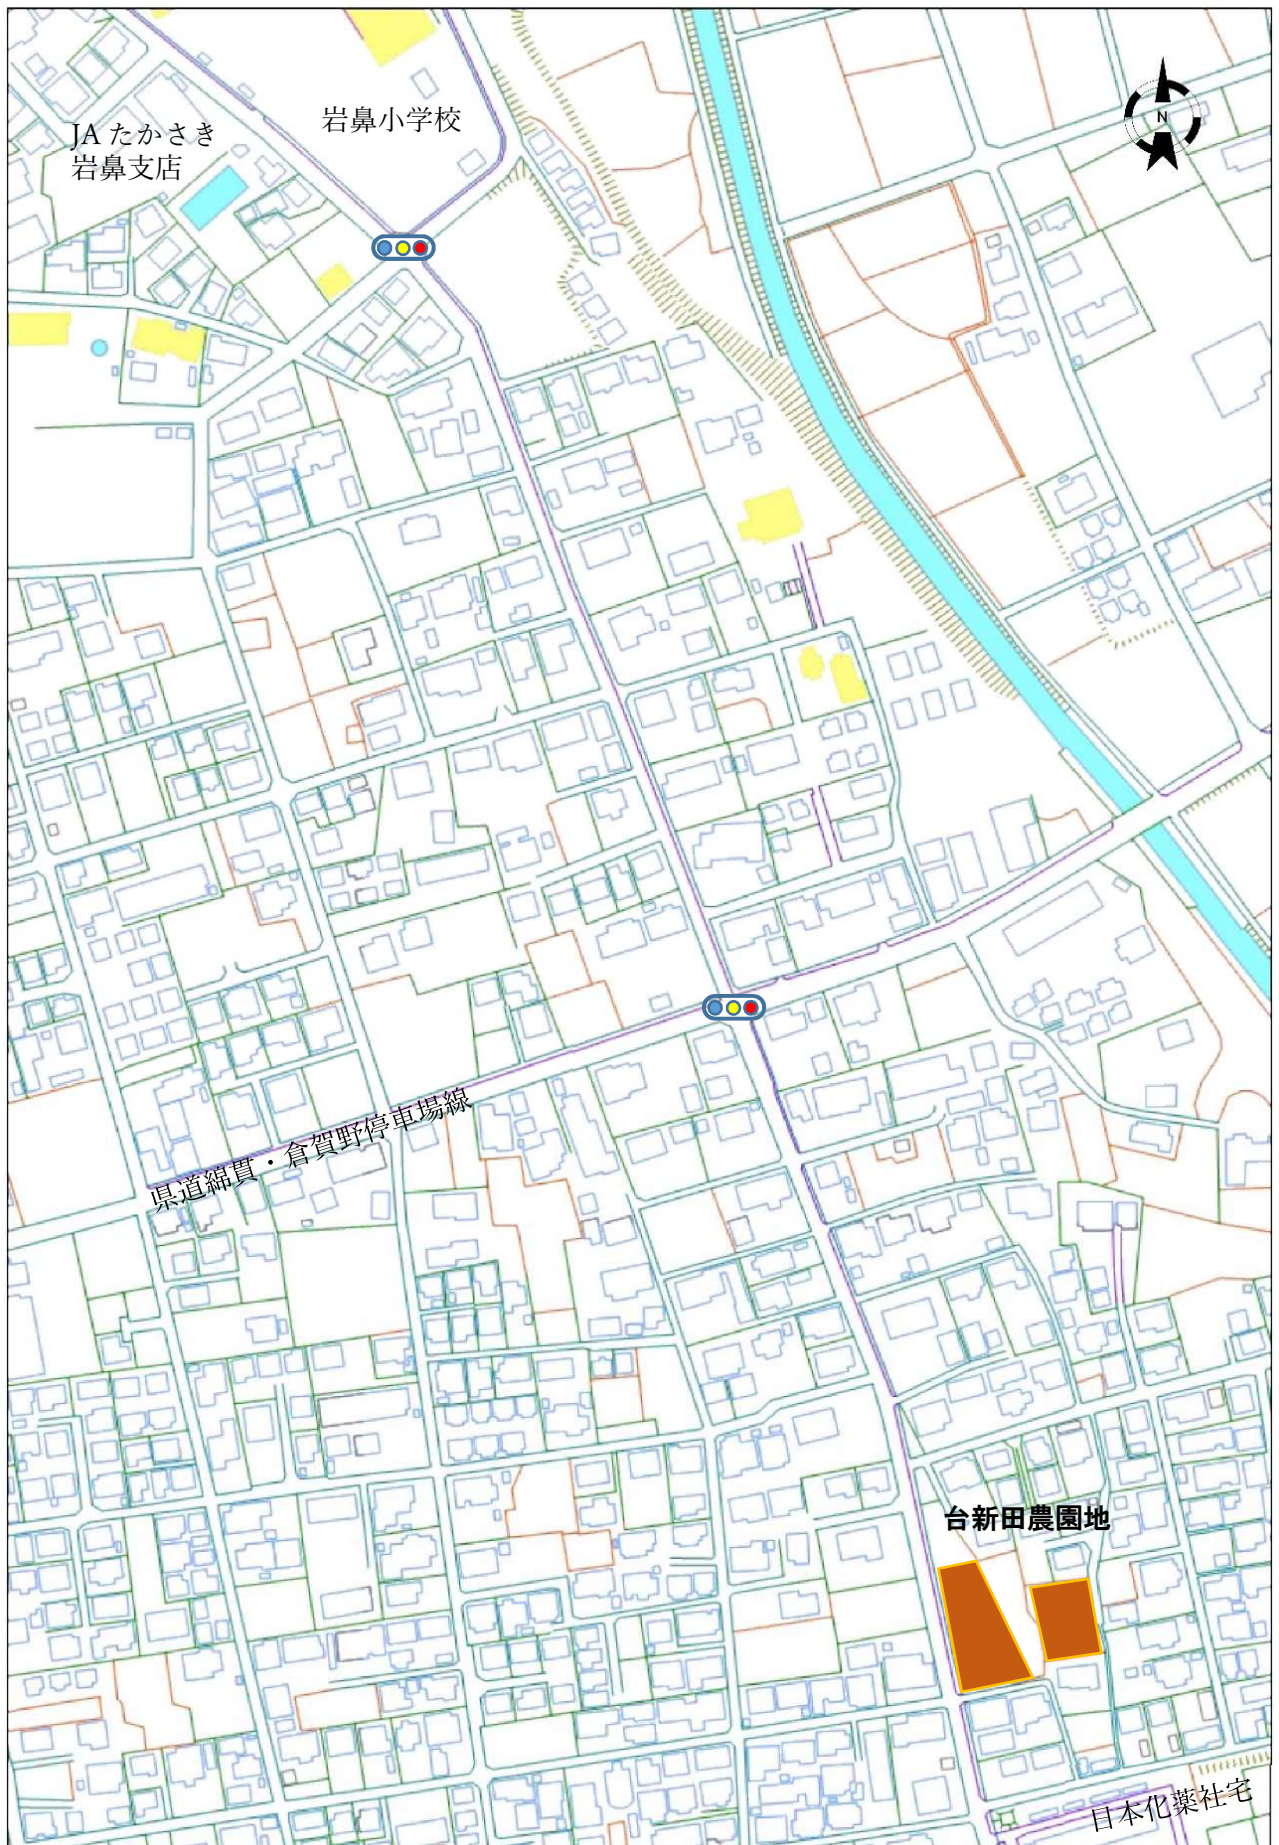 岩鼻小学校
JA たかさき
岩鼻支店
N
県道綿貫・倉賀野停車場線
台新田農園地
日本化薬社宅